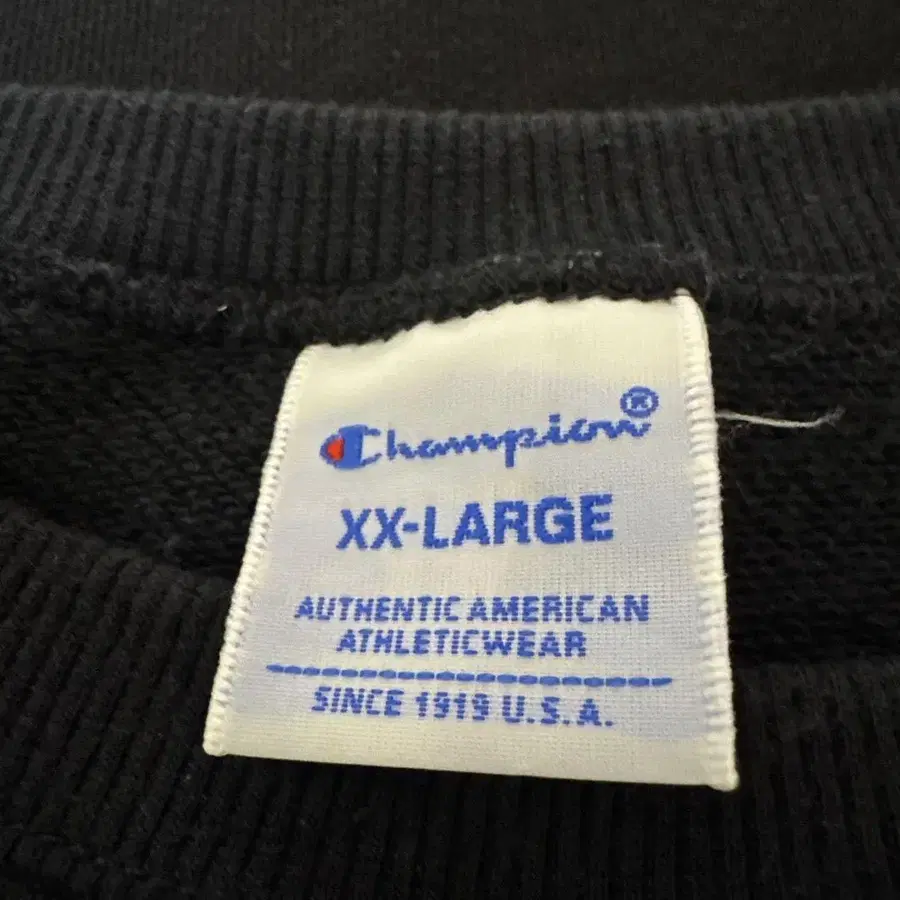 Champion®
XX-LARGE
AUTHENTIC AMERICAN
ATHLETICWEAR
SINCE 1919 U.S.A.